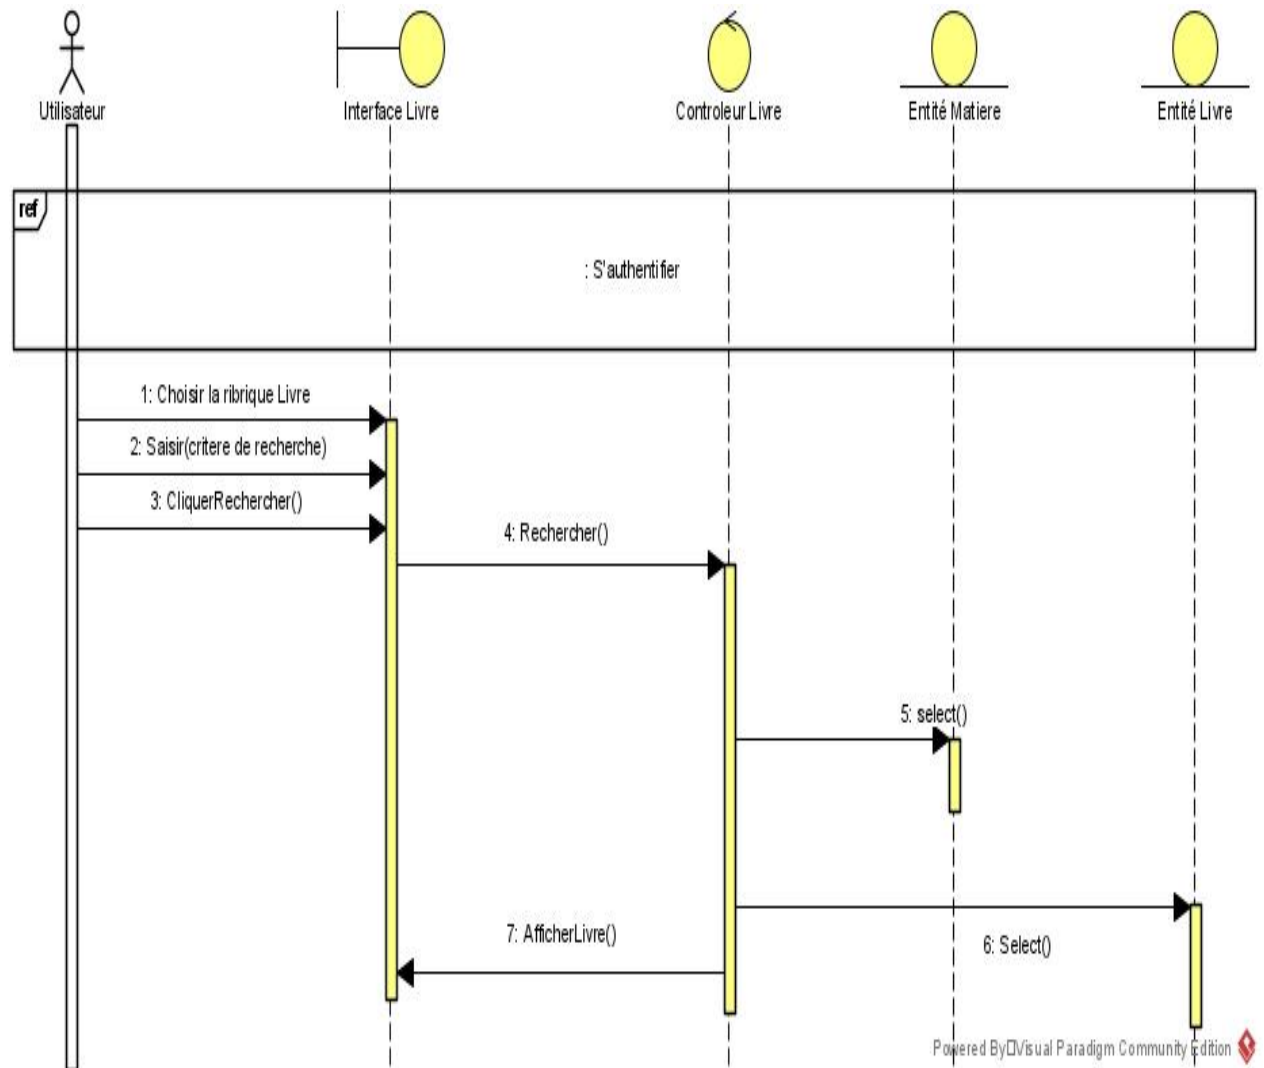 Utilisateur
Interface Livre
Controleur Livre
Entité Matiere
Entité Livre
ref
: S'authentifier
1: Choisir la ribrique Livre
2: Saisir(critere de recherche)
3: CliquerRechercher()
4: Rechercher()
5: select()
7: AfficherLivre()
6: Select()
Powered By□Visual Paradigm Community Edition